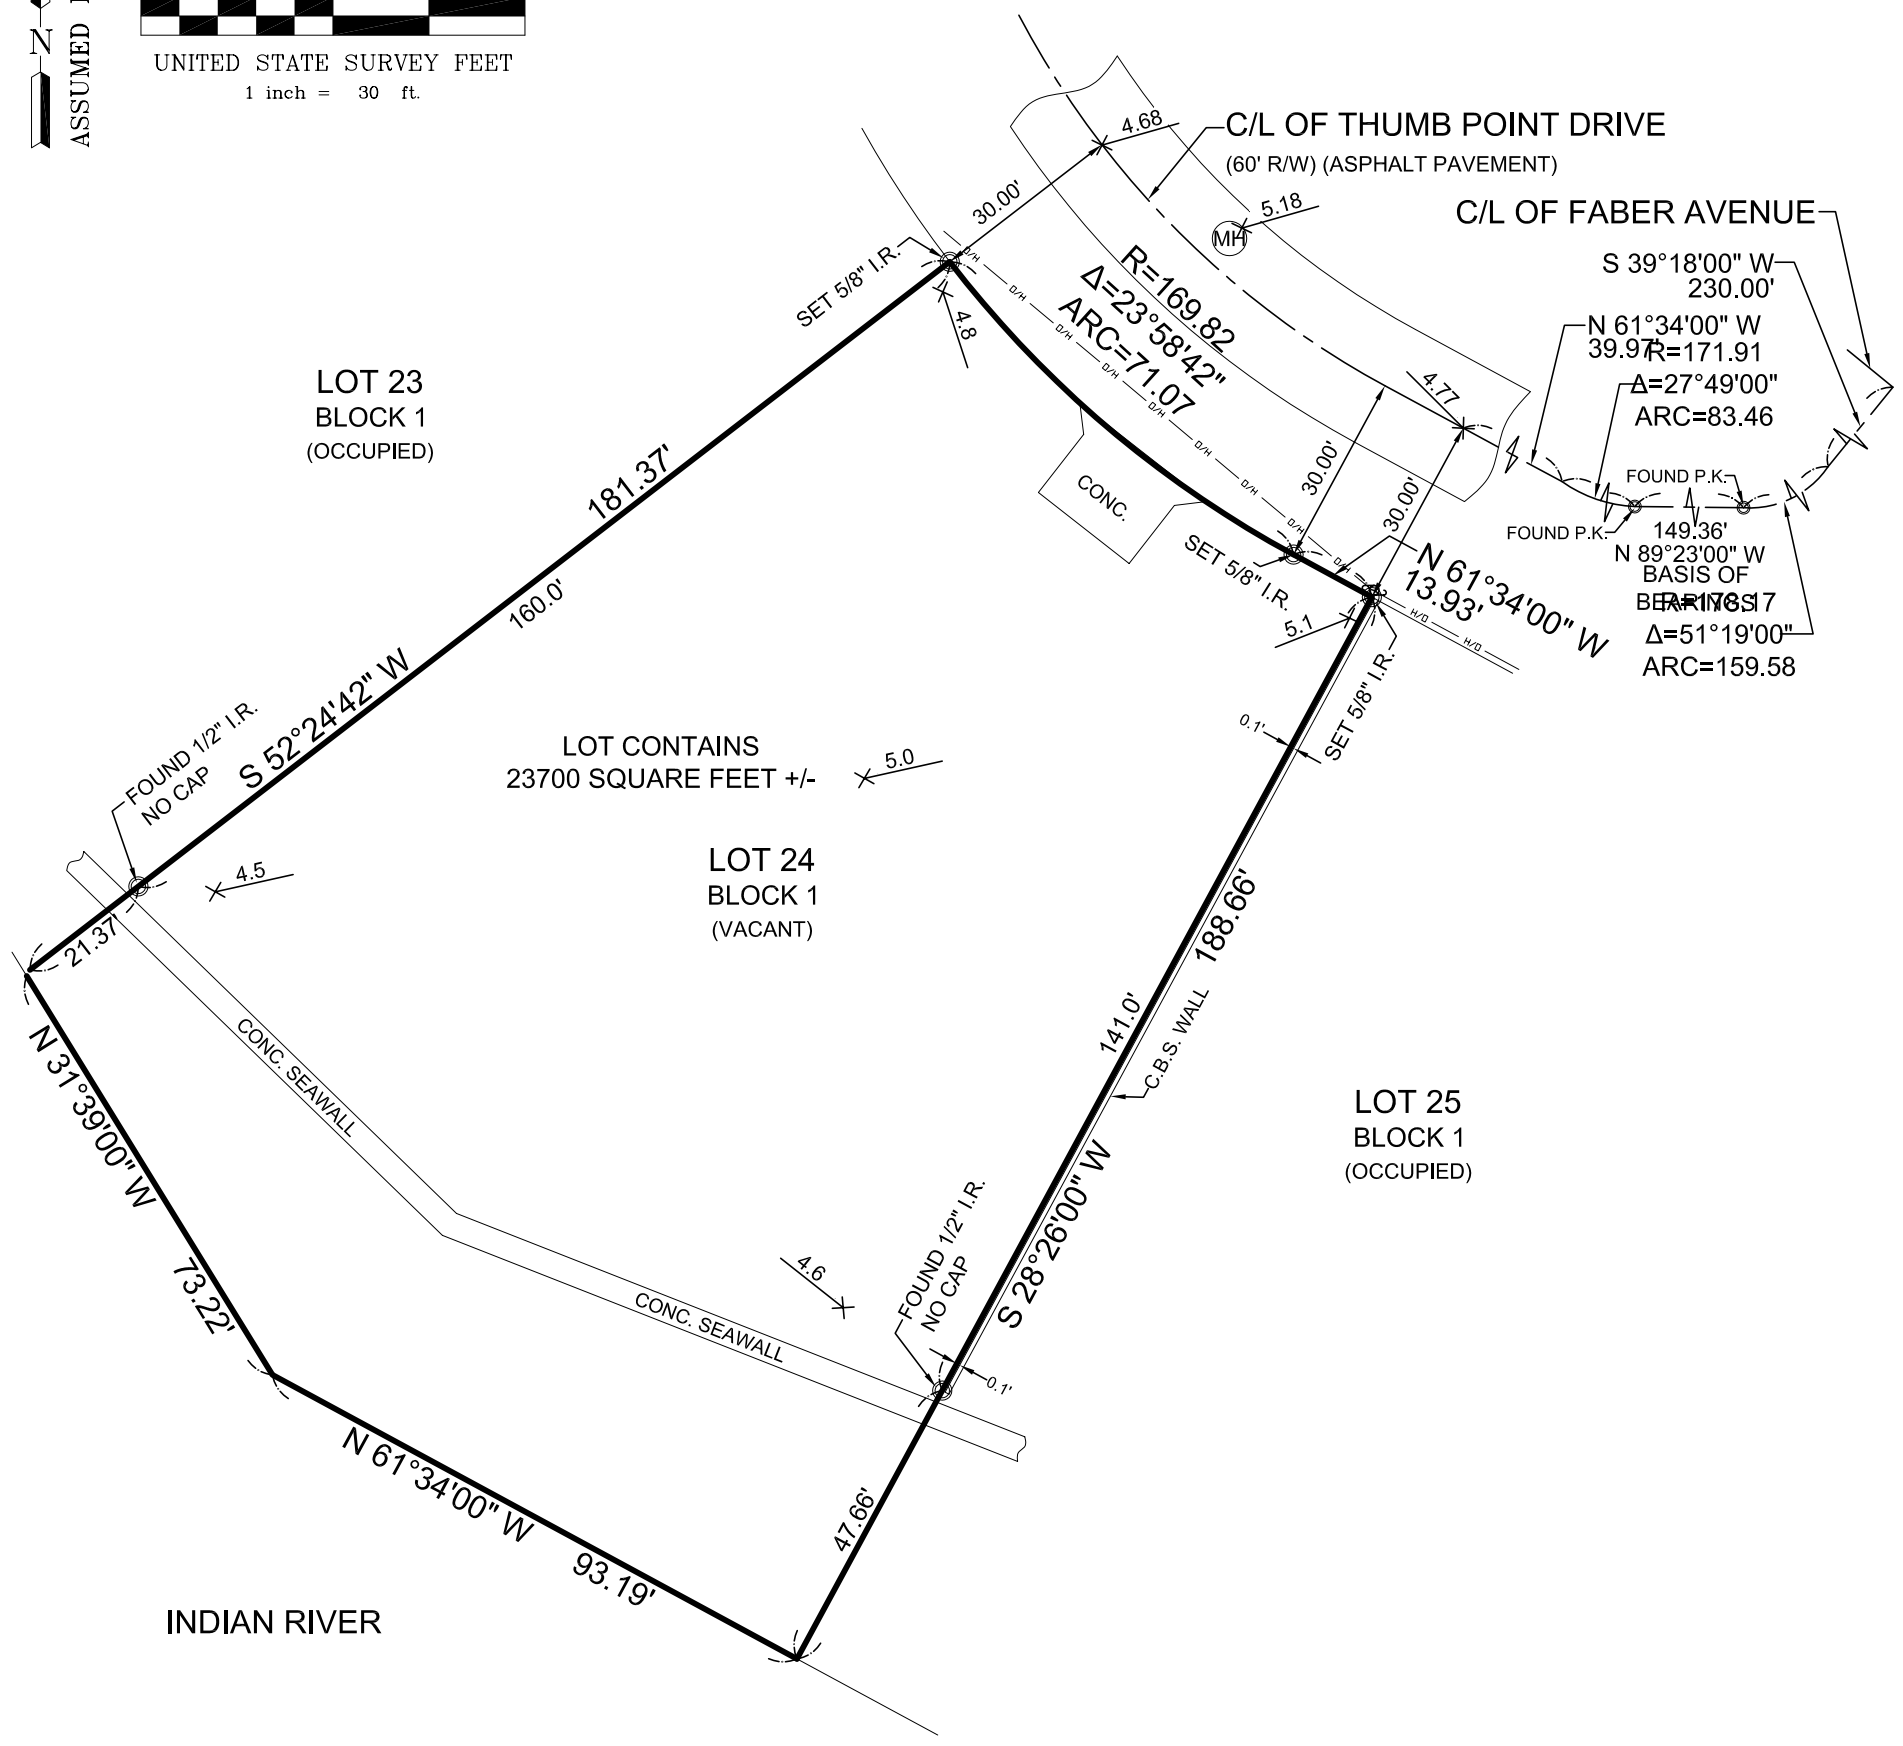 N
ASSUMED
UNITED STATE SURVEY FEET
1 inch = 30 ft.
C/L OF THUMB POINT DRIVE
(60' R/W) (ASPHALT PAVEMENT)
4.68
30.00'
5.18
MH
C/L OF FABER AVENUE
S 39°18'00" W
230.00'
N 61°34'00" W
39.97'
R=171.91
Δ=27°49'00"
ARC=83.46
FOUND P.K.
FOUND P.K.
149.36'
N 89°23'00" W
BASIS OF
BEARINGS
R=178.17
Δ=51°19'00"
ARC=159.58
SET 5/8" I.R.
4.8
O/H
O/H
O/H
O/H
O/H
O/H
O/H
O/H
O/H
H/O
H/O
R=169.82
Δ=23°58'42"
ARC=71.07
4.77
30.00'
30.00'
CONC.
SET 5/8" I.R.
N 61°34'00" W
13.93'
5.1
SET 5/8" I.R.
0.1'
LOT 23
BLOCK 1
(OCCUPIED)
181.37'
160.0'
S 52°24'42" W
FOUND 1/2" I.R.
NO CAP
LOT CONTAINS
23700 SQUARE FEET +/-
5.0
LOT 24
BLOCK 1
(VACANT)
4.5
21.37'
188.66'
141.0'
C.B.S. WALL
S 28°26'00" W
LOT 25
BLOCK 1
(OCCUPIED)
CONC. SEAWALL
N 31°39'00" W
73.22'
4.6
FOUND 1/2" I.R.
NO CAP
CONC. SEAWALL
0.1'
N 61°34'00" W
93.19'
47.66'
INDIAN RIVER